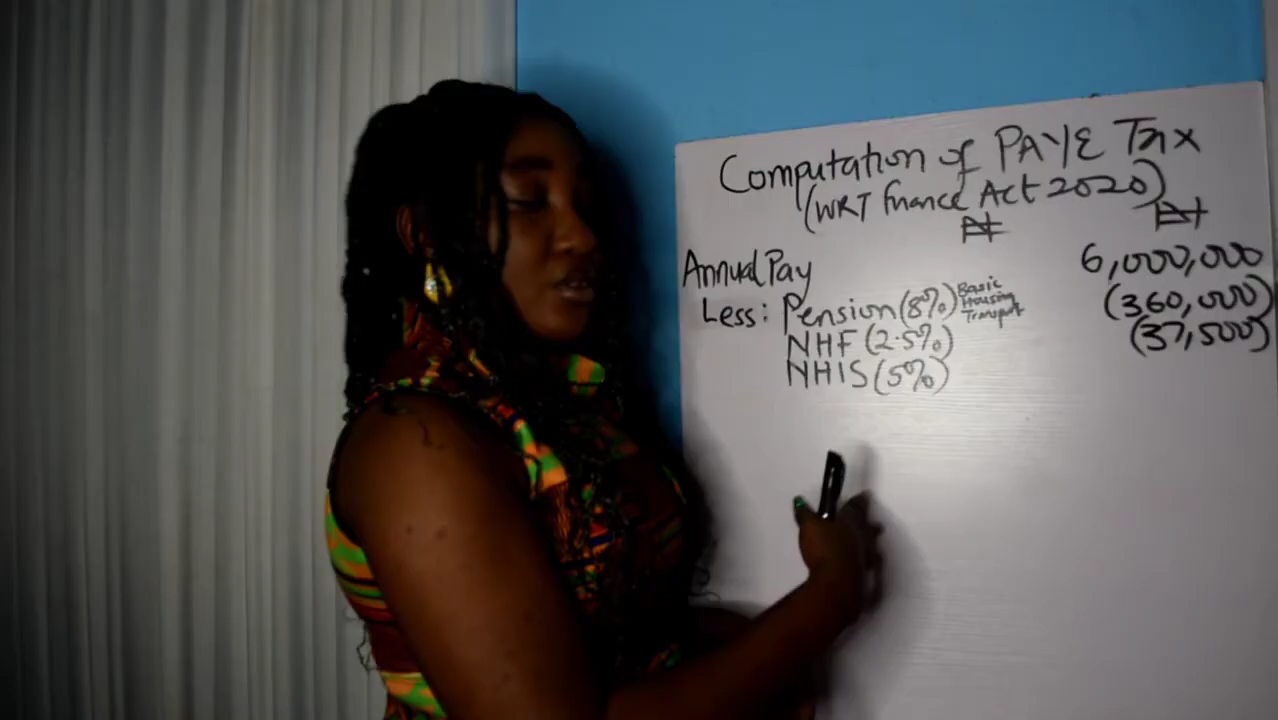 Computation of PAYE Tax
(WRT finance Act 2020)
₦ ₦
Annual Pay 6,000,000
Less: Pension (8%) Basic Housing Transport (360,000)
NHF (2.5%) (37,500)
NHIS (5%)